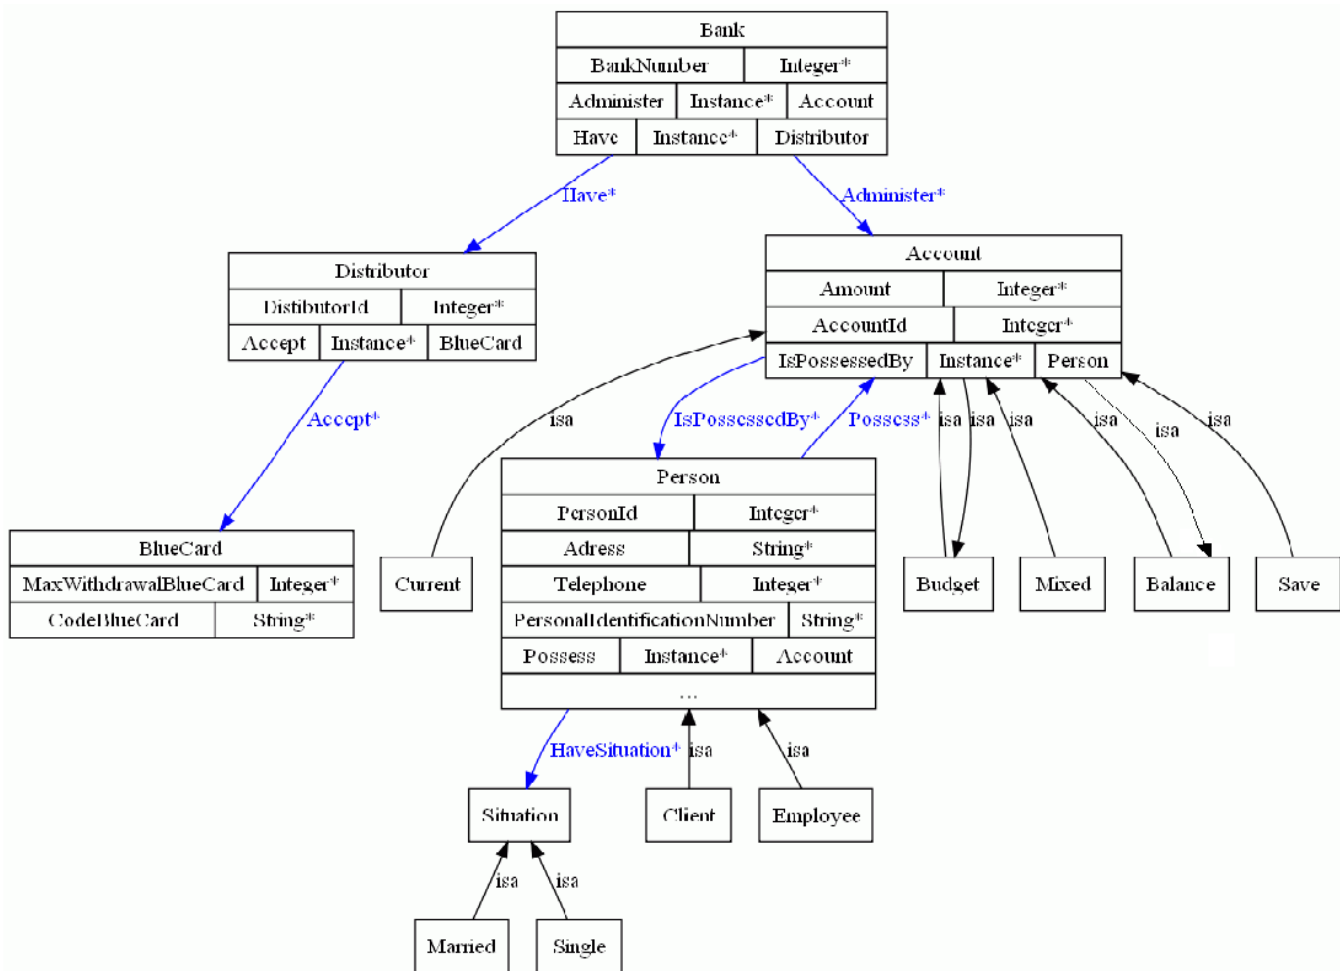 Bank
BankNumber Integer*
Administer Instance* Account
Have Instance* Distributor
Have* Administer*
Distributor
DistibutorId Integer*
Accept Instance* BlueCard
Account
Amount Integer*
AccountId Integer*
IsPossessedBy Instance* Person
Accept* isa IsPossessedBy* Possess* isa isa isa isa isa isa
Person
PersonId Integer*
Adress String*
Telephone Integer*
PersonalIdentificationNumber String*
Possess Instance* Account
...
BlueCard
MaxWithdrawalBlueCard Integer*
CodeBlueCard String*
Current Budget Mixed Balance Save
HaveSituation* isa isa
Situation Client Employee
isa isa
Married Single